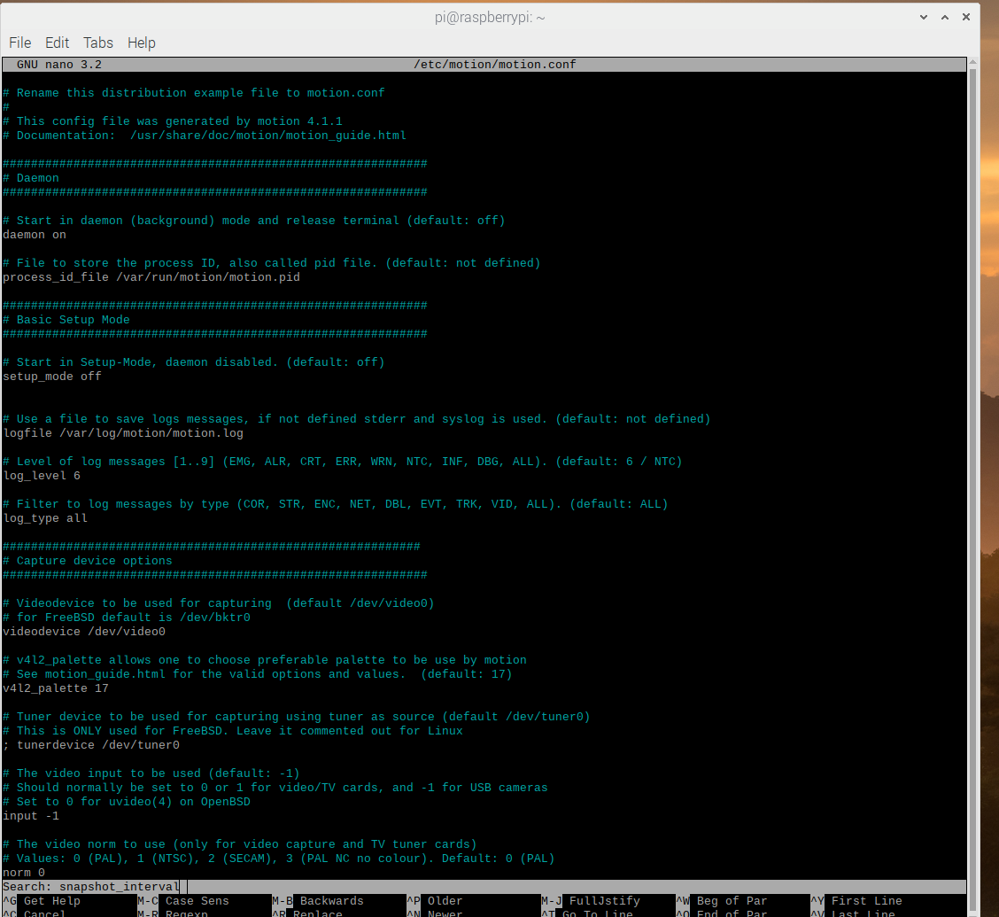 pi@raspberrypi: ~
File Edit Tabs Help
GNU nano 3.2 /etc/motion/motion.conf
# Rename this distribution example file to motion.conf
#
# This config file was generated by motion 4.1.1
# Documentation:  /usr/share/doc/motion/motion_guide.html
############################################################
# Daemon
############################################################
# Start in daemon (background) mode and release terminal (default: off)
daemon on
# File to store the process ID, also called pid file. (default: not defined)
process_id_file /var/run/motion/motion.pid
############################################################
# Basic Setup Mode
############################################################
# Start in Setup-Mode, daemon disabled. (default: off)
setup_mode off
# Use a file to save logs messages, if not defined stderr and syslog is used. (default: not defined)
logfile /var/log/motion/motion.log
# Level of log messages [1..9] (EMG, ALR, CRT, ERR, WRN, NTC, INF, DBG, ALL). (default: 6 / NTC)
log_level 6
# Filter to log messages by type (COR, STR, ENC, NET, DBL, EVT, TRK, VID, ALL). (default: ALL)
log_type all
###########################################################
# Capture device options
############################################################
# Videodevice to be used for capturing  (default /dev/video0)
# for FreeBSD default is /dev/bktr0
videodevice /dev/video0
# v4l2_palette allows one to choose preferable palette to be use by motion
# See motion_guide.html for the valid options and values.  (default: 17)
v4l2_palette 17
# Tuner device to be used for capturing using tuner as source (default /dev/tuner0)
# This is ONLY used for FreeBSD. Leave it commented out for Linux
; tunerdevice /dev/tuner0
# The video input to be used (default: -1)
# Should normally be set to 0 or 1 for video/TV cards, and -1 for USB cameras
# Set to 0 for uvideo(4) on OpenBSD
input -1
# The video norm to use (only for video capture and TV tuner cards)
# Values: 0 (PAL), 1 (NTSC), 2 (SECAM), 3 (PAL NC no colour). Default: 0 (PAL)
norm 0
Search: snapshot_interval
^G Get Help M-C Case Sens M-B Backwards ^P Older M-J FullJstify ^W Beg of Par ^Y First Line
^C Cancel M-R Regexp ^R Replace ^N Newer ^T Go To Line ^O End of Par ^V Last Line